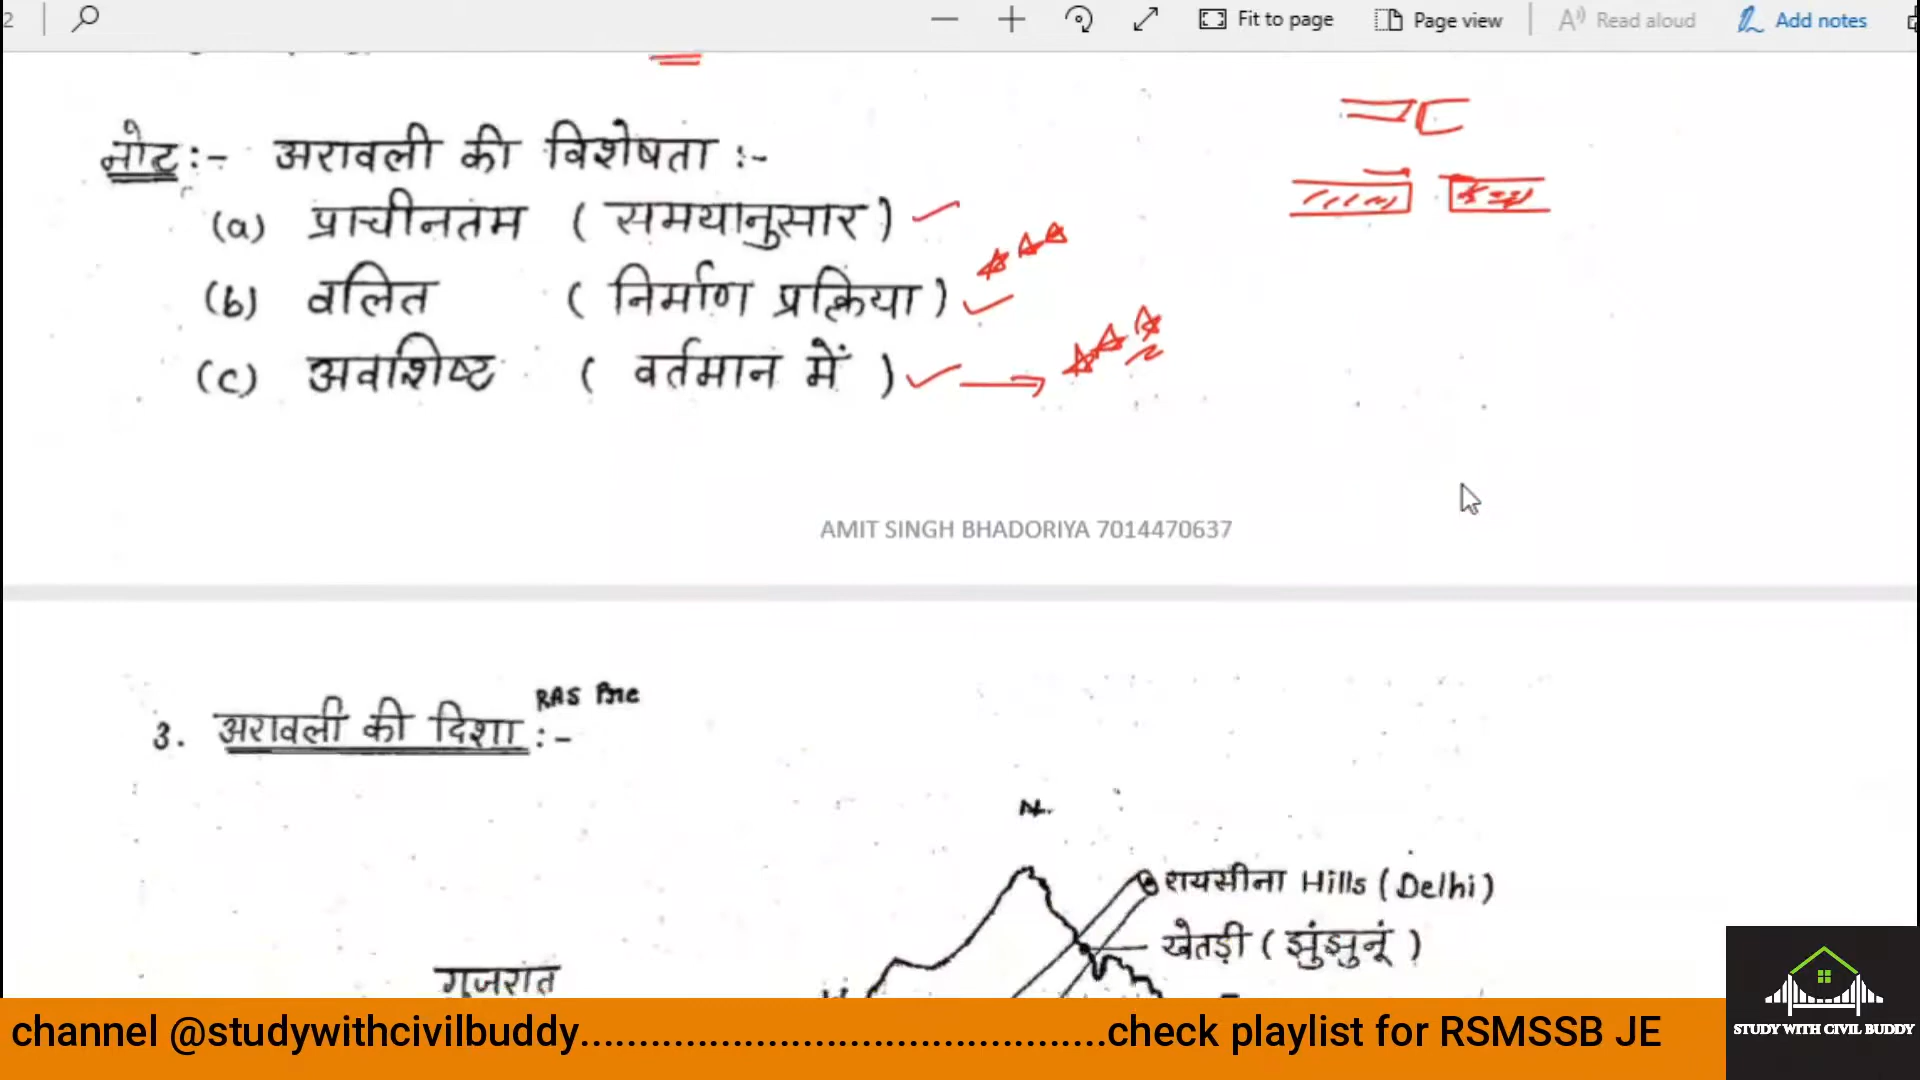 2
Fit to page
Page view
Read aloud
Add notes
नोट :- अरावली की विशेषता :-
(a) प्राचीनतम ( समयानुसार )
(b) वलित ( निर्माण प्रक्रिया )
(c) अवशिष्ट ( वर्तमान में )
AMIT SINGH BHADORIYA 7014470637
3. अरावली की दिशा :- RAS Pre
N.
रायसीना Hills (Delhi)
खेतड़ी ( झुंझुनूं )
गुजरात
channel @studywithcivilbuddy..........................................check playlist for RSMSSB JE
STUDY WITH CIVIL BUDDY